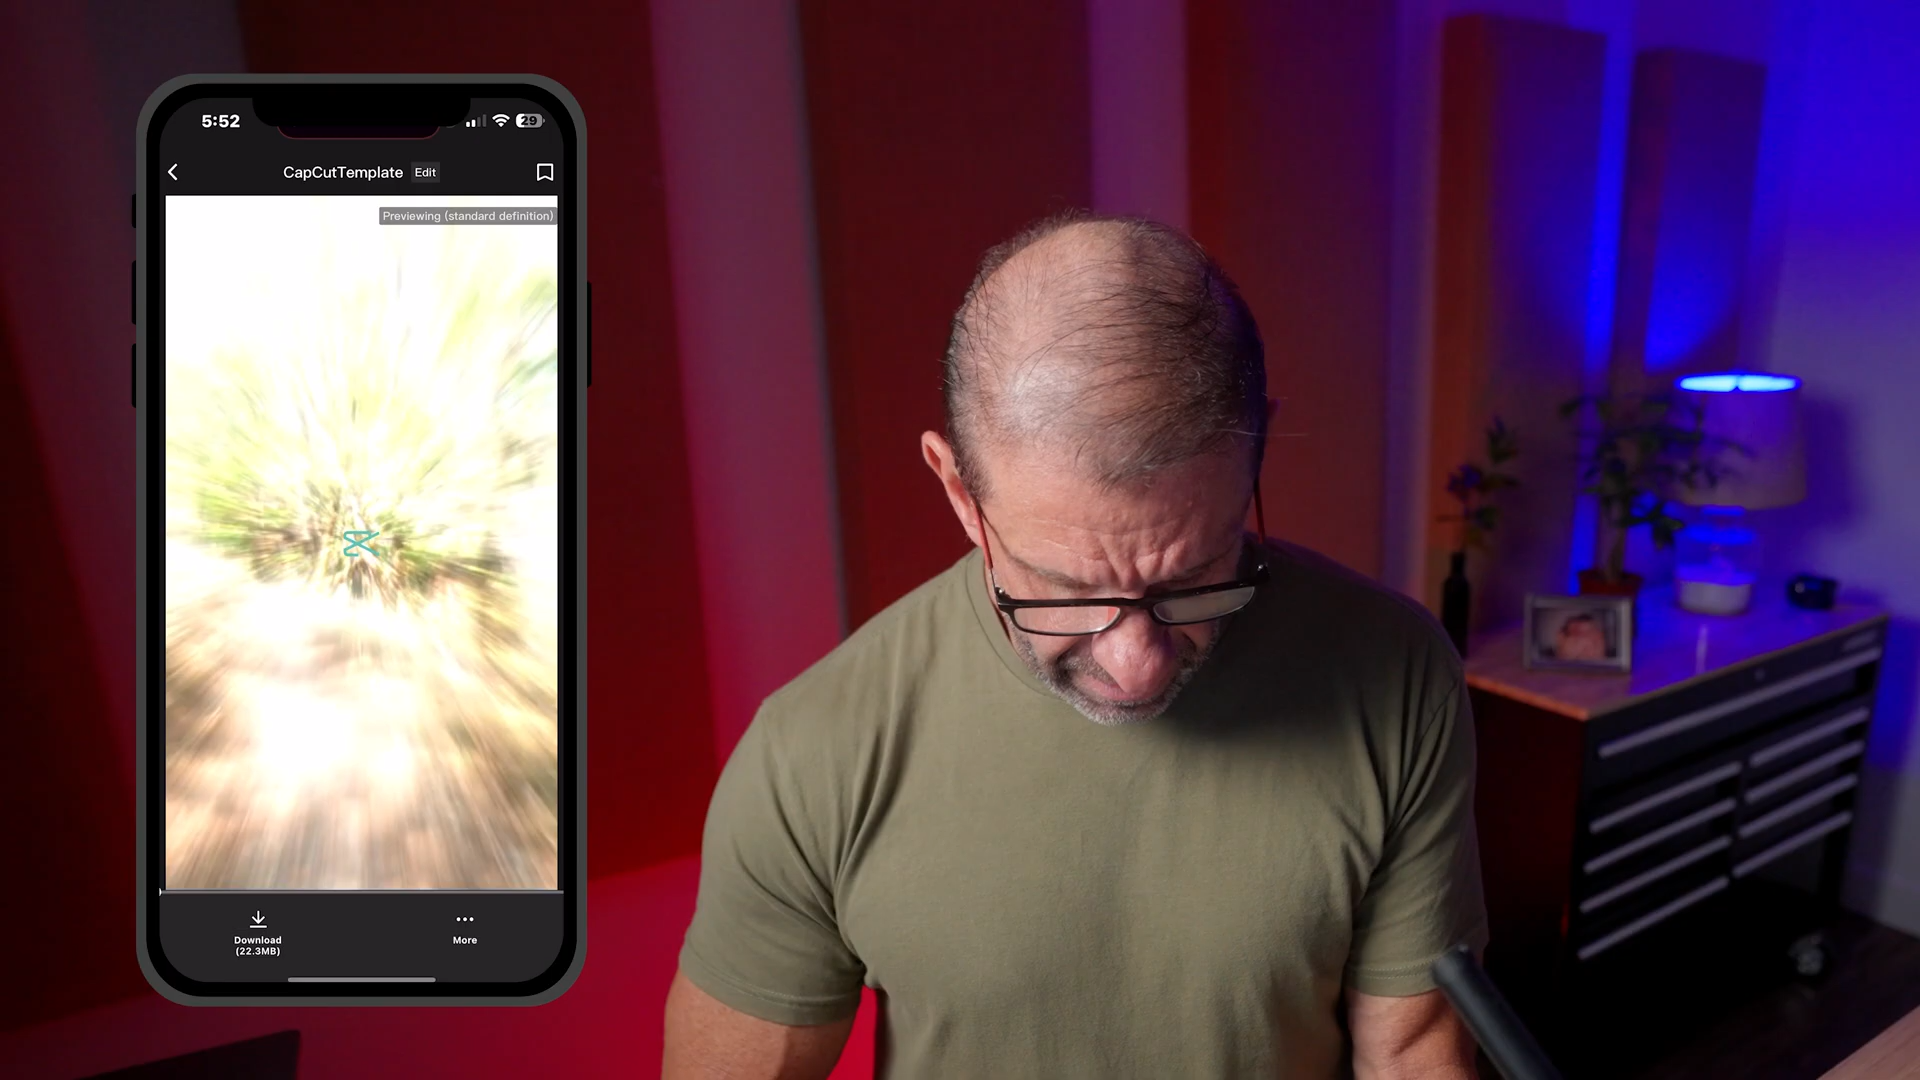 5:52
29
CapCutTemplate Edit
Previewing (standard definition)
Download
(22.3MB)
More